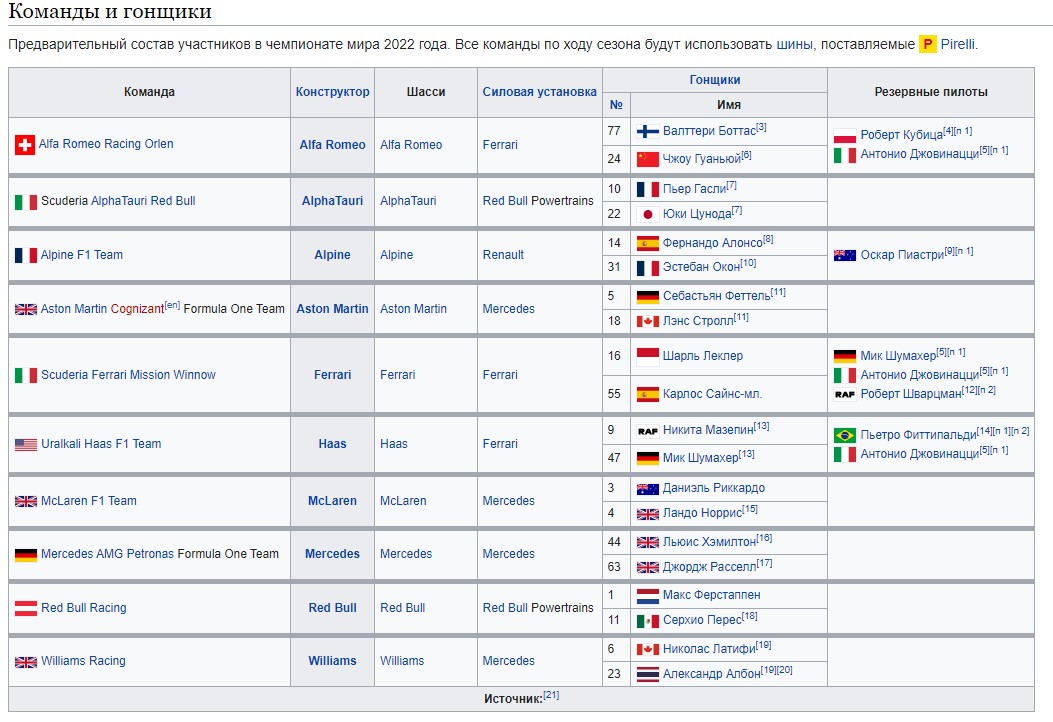 Команды и гонщики
Предварительный состав участников в чемпионате мира 2022 года. Все команды по ходу сезона будут использовать шины, поставляемые P Pirelli.
Команда Конструктор Шасси Силовая установка Гонщики Резервные пилоты
№ Имя
Alfa Romeo Racing Orlen Alfa Romeo Alfa Romeo Ferrari
77 Валттери Боттас[3]
24 Чжоу Гуаньюй[6]
Роберт Кубица[4][п 1]
Антонио Джовинацци[5][п 1]
Scuderia AlphaTauri Red Bull AlphaTauri AlphaTauri Red Bull Powertrains
10 Пьер Гасли[7]
22 Юки Цунода[7]
Alpine F1 Team Alpine Alpine Renault
14 Фернандо Алонсо[8]
31 Эстебан Окон[10]
Оскар Пиастри[9][п 1]
Aston Martin Cognizant[en] Formula One Team Aston Martin Aston Martin Mercedes
5 Себастьян Феттель[11]
18 Лэнс Стролл[11]
Scuderia Ferrari Mission Winnow Ferrari Ferrari Ferrari
16 Шарль Леклер
55 Карлос Сайнс-мл.
Мик Шумахер[5][п 1]
Антонио Джовинацци[5][п 1]
RAF Роберт Шварцман[12][п 2]
Uralkali Haas F1 Team Haas Haas Ferrari
9 RAF Никита Мазепин[13]
47 Мик Шумахер[13]
Пьетро Фиттипальди[14][п 1][п 2]
Антонио Джовинацци[5][п 1]
McLaren F1 Team McLaren McLaren Mercedes
3 Даниэль Риккардо
4 Ландо Норрис[15]
Mercedes AMG Petronas Formula One Team Mercedes Mercedes Mercedes
44 Льюис Хэмилтон[16]
63 Джордж Расселл[17]
Red Bull Racing Red Bull Red Bull Red Bull Powertrains
1 Макс Ферстаппен
11 Серхио Перес[18]
Williams Racing Williams Williams Mercedes
6 Николас Латифи[19]
23 Александр Албон[19][20]
Источник:[21]